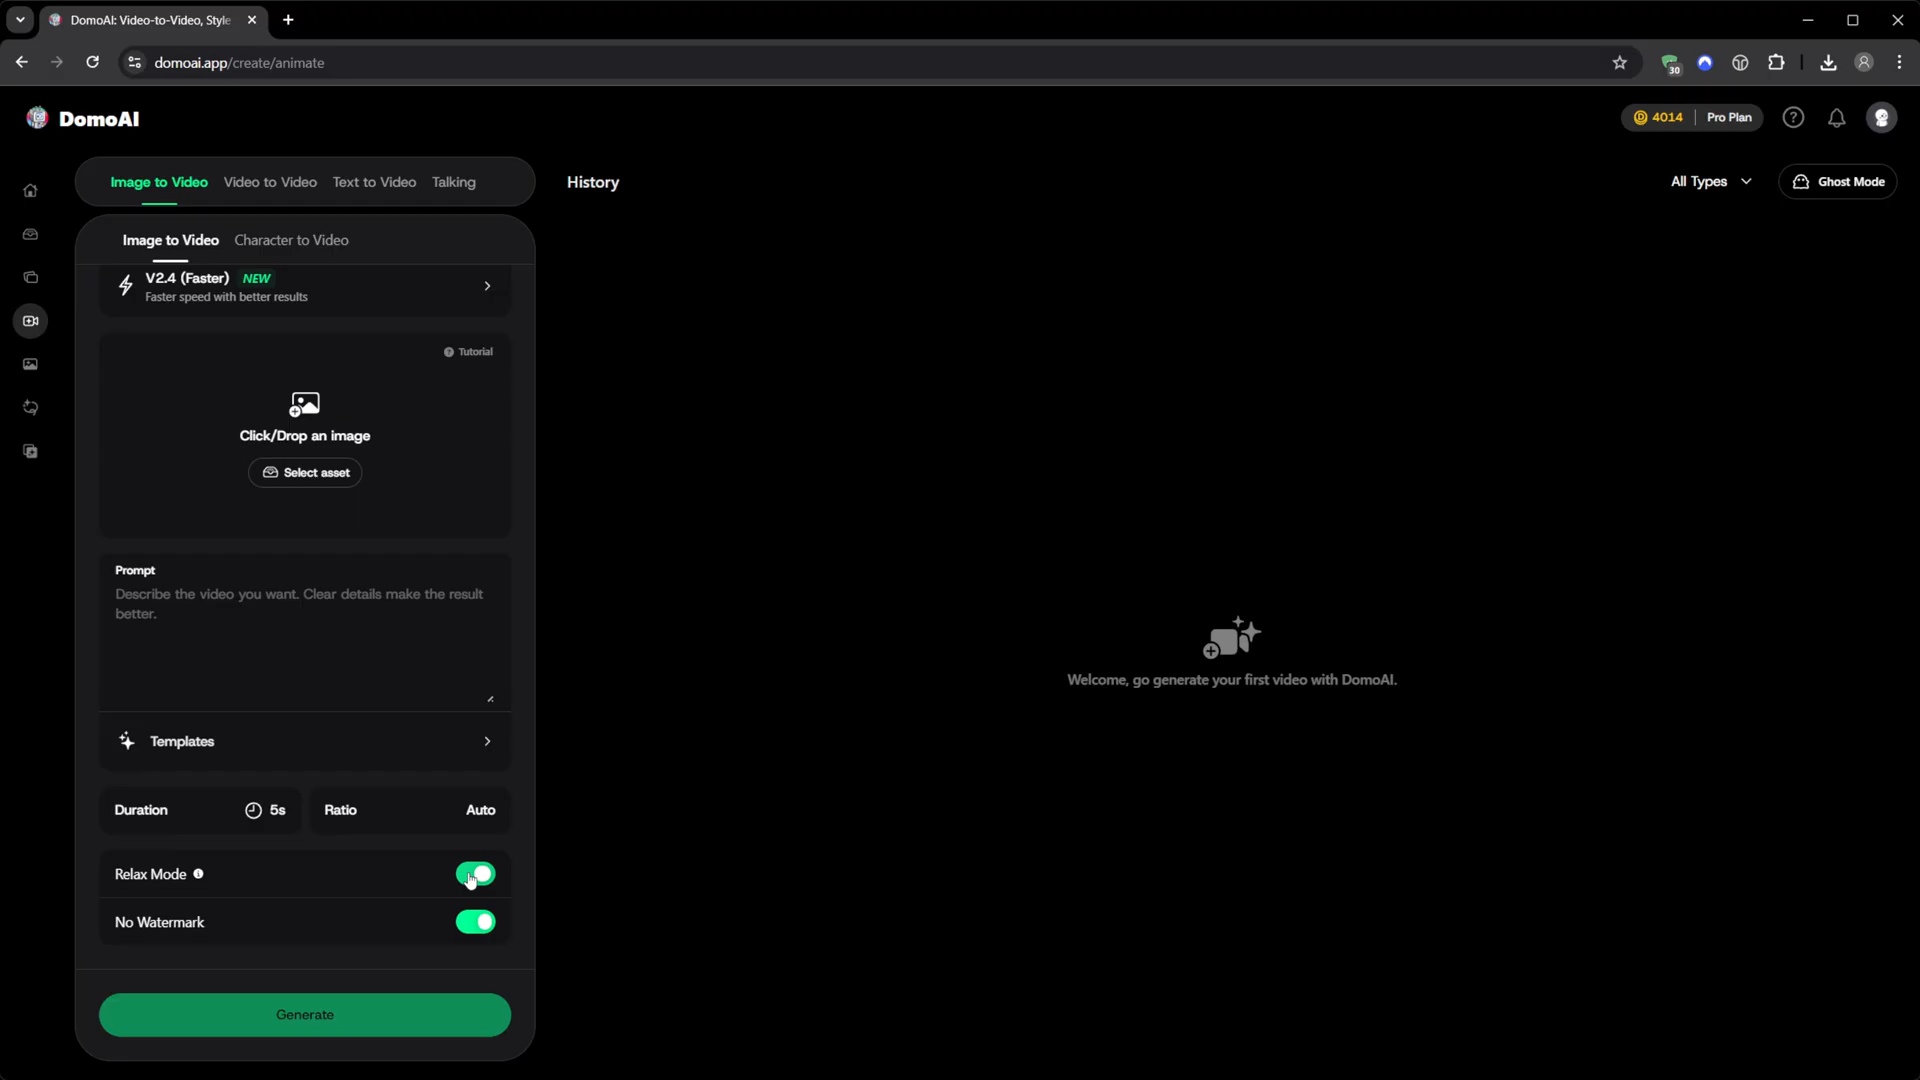 DomoAI: Video-to-Video, Style
domoai.app/create/animate
30
DomoAI
4014
Pro Plan
Image to Video
Video to Video
Text to Video
Talking
History
All Types
Ghost Mode
Image to Video
Character to Video
V2.4 (Faster) NEW
Faster speed with better results
Tutorial
Click/Drop an image
Select asset
Prompt
Describe the video you want. Clear details make the result
better.
Templates
Duration
5s
Ratio
Auto
Relax Mode
No Watermark
Generate
Welcome, go generate your first video with DomoAI.